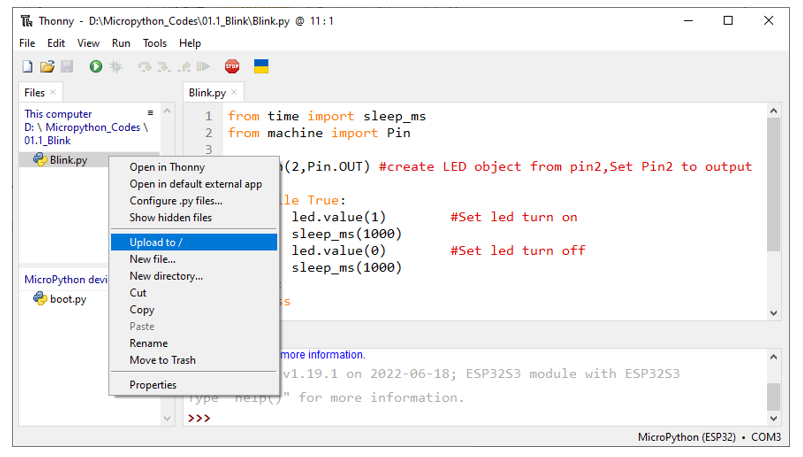 Thonny - D:\Micropython_Codes\01.1_Blink\Blink.py @ 11 : 1
File Edit View Run Tools Help
STOP
Files ×
This computer
D: \ Micropython_Codes \
01.1_Blink
Blink.py
MicroPython devi
boot.py
Open in Thonny
Open in default external app
Configure .py files...
Show hidden files
Upload to /
New file...
New directory...
Cut
Copy
Paste
Rename
Move to Trash
Properties
Blink.py ×
1 from time import sleep_ms
2 from machine import Pin
3
(2,Pin.OUT) #create LED object from pin2,Set Pin2 to output
le True:
led.value(1) #Set led turn on
sleep_ms(1000)
led.value(0) #Set led turn off
sleep_ms(1000)
:
ss
more information.
v1.19.1 on 2022-06-18; ESP32S3 module with ESP32S3
Type "help()" for more information.
>>>
MicroPython (ESP32) • COM3